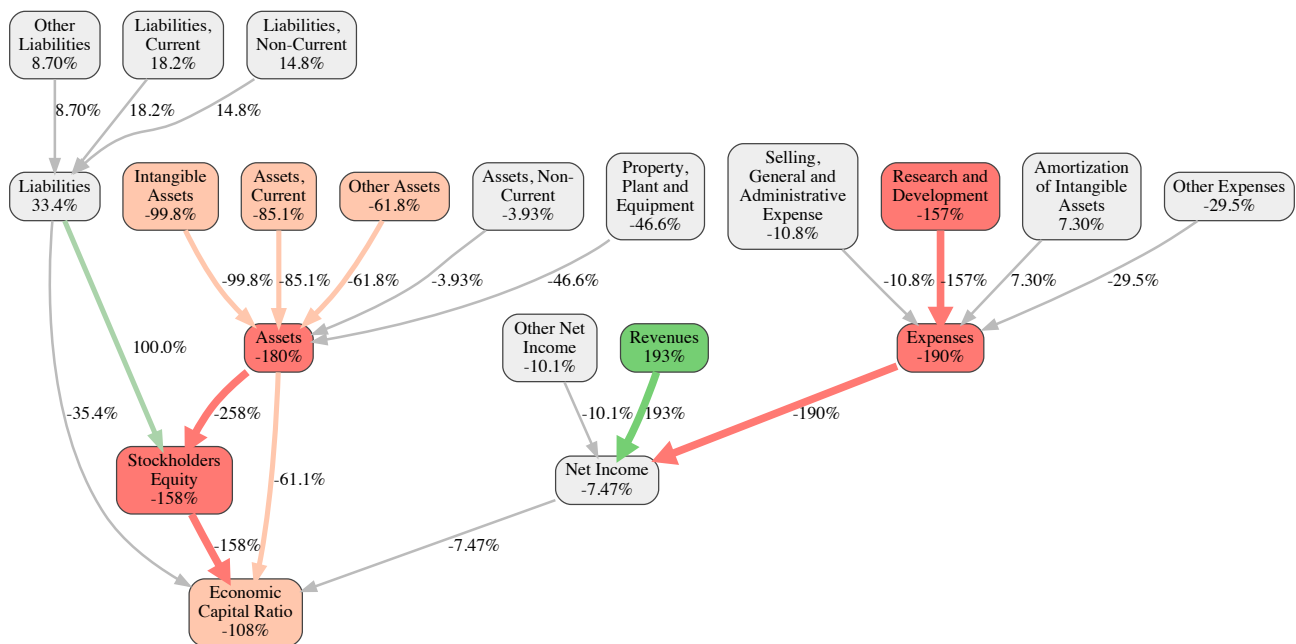 Other
Liabilities
8.70%
Liabilities,
Current
18.2%
Liabilities,
Non-Current
14.8%
8.70%
18.2%
14.8%
Liabilities
33.4%
Intangible
Assets
-99.8%
Assets,
Current
-85.1%
Other Assets
-61.8%
Assets, Non-
Current
-3.93%
Property,
Plant and
Equipment
-46.6%
Selling,
General and
Administrative
Expense
-10.8%
Research and
Development
-157%
Amortization
of Intangible
Assets
7.30%
Other Expenses
-29.5%
-99.8%
-85.1%
-61.8%
-3.93%
-46.6%
-10.8%
-157%
7.30%
-29.5%
100.0%
Assets
-180%
Other Net
Income
-10.1%
Revenues
193%
Expenses
-190%
-35.4%
-258%
-10.1%
193%
-190%
Stockholders
Equity
-158%
-61.1%
Net Income
-7.47%
-158%
-7.47%
Economic
Capital Ratio
-108%